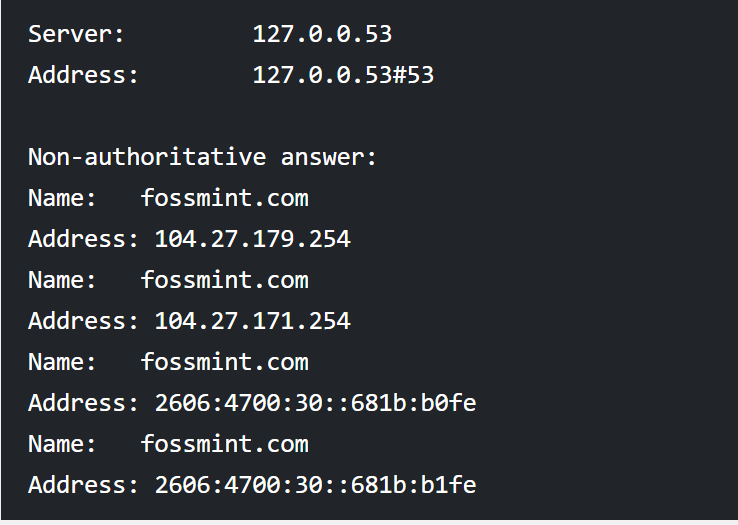 Server: 127.0.0.53
Address: 127.0.0.53#53
Non-authoritative answer:
Name: fossmint.com
Address: 104.27.179.254
Name: fossmint.com
Address: 104.27.171.254
Name: fossmint.com
Address: 2606:4700:30::681b:b0fe
Name: fossmint.com
Address: 2606:4700:30::681b:b1fe